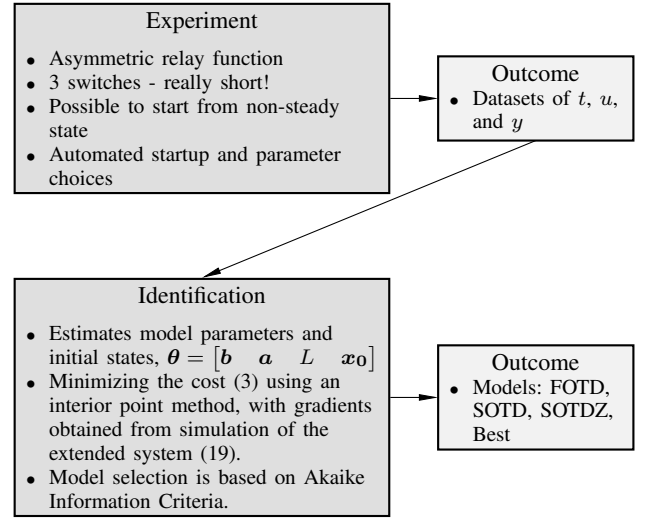 Experiment
• Asymmetric relay function
• 3 switches - really short!
• Possible to start from non-steady
state
• Automated startup and parameter
choices
Outcome
• Datasets of t, u,
and y
Identification
• Estimates model parameters and
initial states, θ = [b a L x₀]
• Minimizing the cost (3) using an
interior point method, with gradients
obtained from simulation of the
extended system (19).
• Model selection is based on Akaike
Information Criteria.
Outcome
• Models: FOTD,
SOTD, SOTDZ,
Best